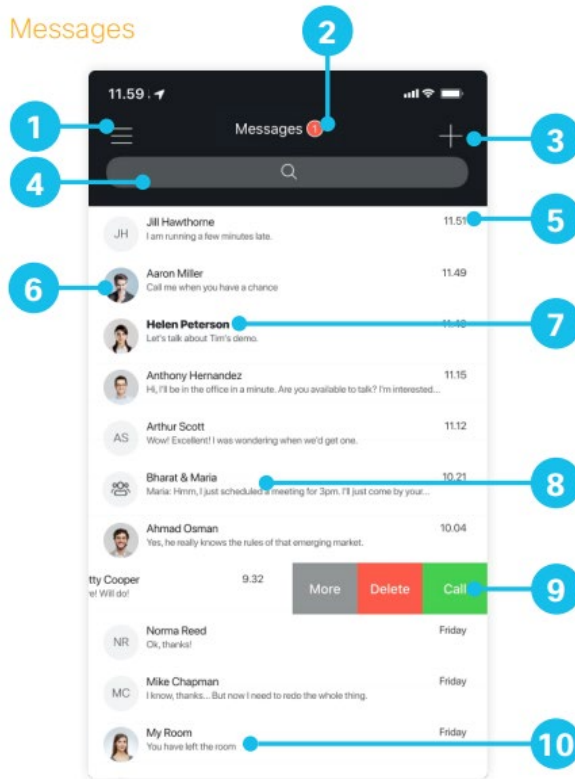 Messages
2
11.59
1
Messages 1
3
4
Jill Hawthorne 11.51
5
JH
I am running a few minutes late.
Aaron Miller 11.49
6
Call me when you have a chance
Helen Peterson
7
Let's talk about Tim's demo.
Anthony Hernandez 11.15
Hi, I'll be in the office in a minute. Are you available to talk? I'm interested...
Arthur Scott 11.12
AS
Wow! Excellent! I was wondering when we'd get one.
Bharat & Maria 10.21
8
Maria: Hmm, I just scheduled a meeting for 3pm. I'll just come by your...
Ahmad Osman 10.04
Yes, he really knows the rules of that emerging market.
tty Cooper 9.32
More Delete Call
9
e! Will do!
Norma Reed Friday
NR
Ok, thanks!
Mike Chapman Friday
MC
I know, thanks... But now I need to redo the whole thing.
My Room Friday
You have left the room
10